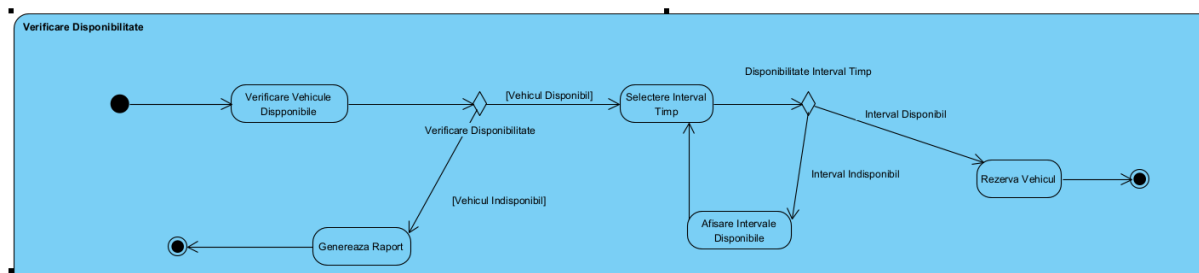 Verificare Disponibilitate
Disponibilitate Interval Timp
Verificare Vehicule
Dispponibile
[Vehicul Disponibil]
Selectere Interval
Timp
Interval Disponibil
Verificare Disponibilitate
Interval Indisponibil
Rezerva Vehicul
[Vehicul Indisponibil]
Afisare Intervale
Disponibile
Genereaza Raport